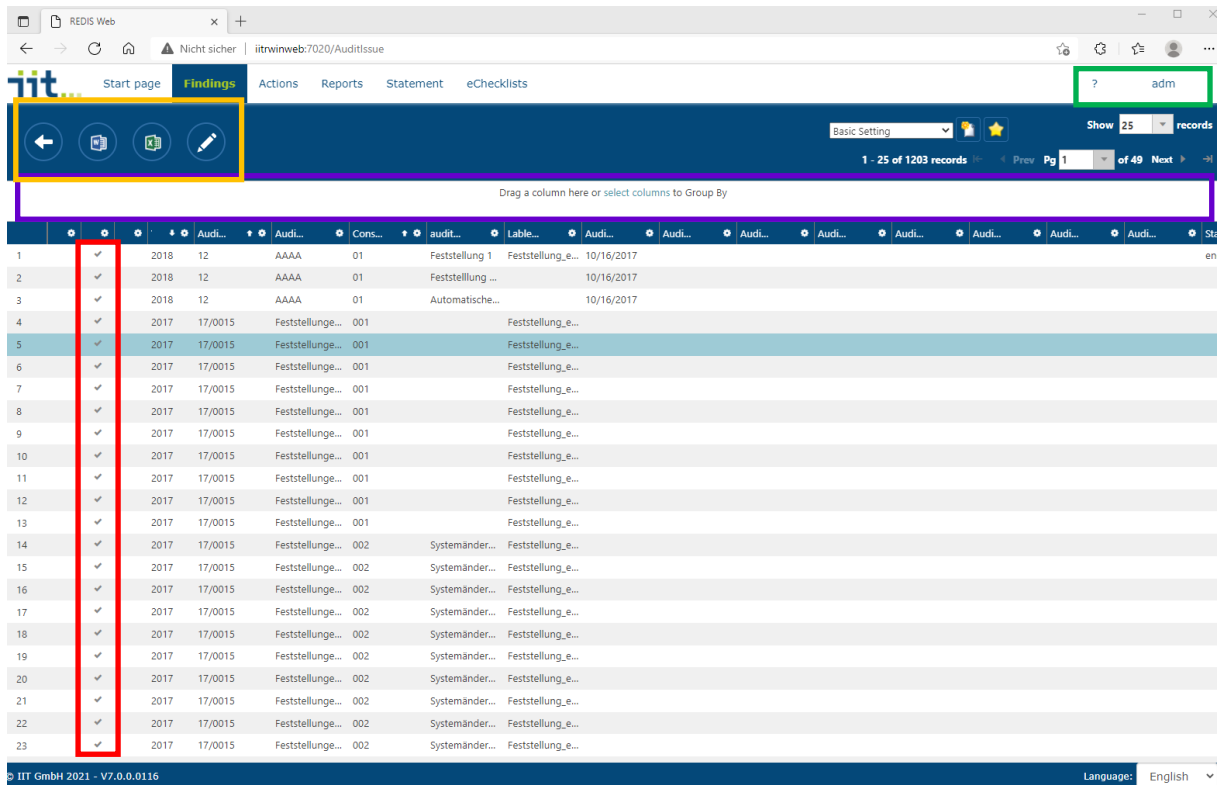 REDIS Web
Nicht sicher | iitrwinweb:7020/AuditIssue
iit... Start page Findings Actions Reports Statement eChecklists ? adm
Basic Setting Show 25 records
1 - 25 of 1203 records Prev Pg 1 of 49 Next
Drag a column here or select columns to Group By
Audi... Audi... Cons... audit... Lable... Audi... Audi... Audi... Audi... Audi... Audi... Audi... Audi... Sta
1 2018 12 AAAA 01 Feststellung 1 Feststellung_e... 10/16/2017 en
2 2018 12 AAAA 01 Feststelllung ... 10/16/2017
3 2018 12 AAAA 01 Automatische... 10/16/2017
4 2017 17/0015 Feststellunge... 001 Feststellung_e...
5 2017 17/0015 Feststellunge... 001 Feststellung_e...
6 2017 17/0015 Feststellunge... 001 Feststellung_e...
7 2017 17/0015 Feststellunge... 001 Feststellung_e...
8 2017 17/0015 Feststellunge... 001 Feststellung_e...
9 2017 17/0015 Feststellunge... 001 Feststellung_e...
10 2017 17/0015 Feststellunge... 001 Feststellung_e...
11 2017 17/0015 Feststellunge... 001 Feststellung_e...
12 2017 17/0015 Feststellunge... 001 Feststellung_e...
13 2017 17/0015 Feststellunge... 001 Feststellung_e...
14 2017 17/0015 Feststellunge... 002 Systemänder... Feststellung_e...
15 2017 17/0015 Feststellunge... 002 Systemänder... Feststellung_e...
16 2017 17/0015 Feststellunge... 002 Systemänder... Feststellung_e...
17 2017 17/0015 Feststellunge... 002 Systemänder... Feststellung_e...
18 2017 17/0015 Feststellunge... 002 Systemänder... Feststellung_e...
19 2017 17/0015 Feststellunge... 002 Systemänder... Feststellung_e...
20 2017 17/0015 Feststellunge... 002 Systemänder... Feststellung_e...
21 2017 17/0015 Feststellunge... 002 Systemänder... Feststellung_e...
22 2017 17/0015 Feststellunge... 002 Systemänder... Feststellung_e...
23 2017 17/0015 Feststellunge... 002 Systemänder... Feststellung_e...
© IIT GmbH 2021 - V7.0.0.0116 Language: English